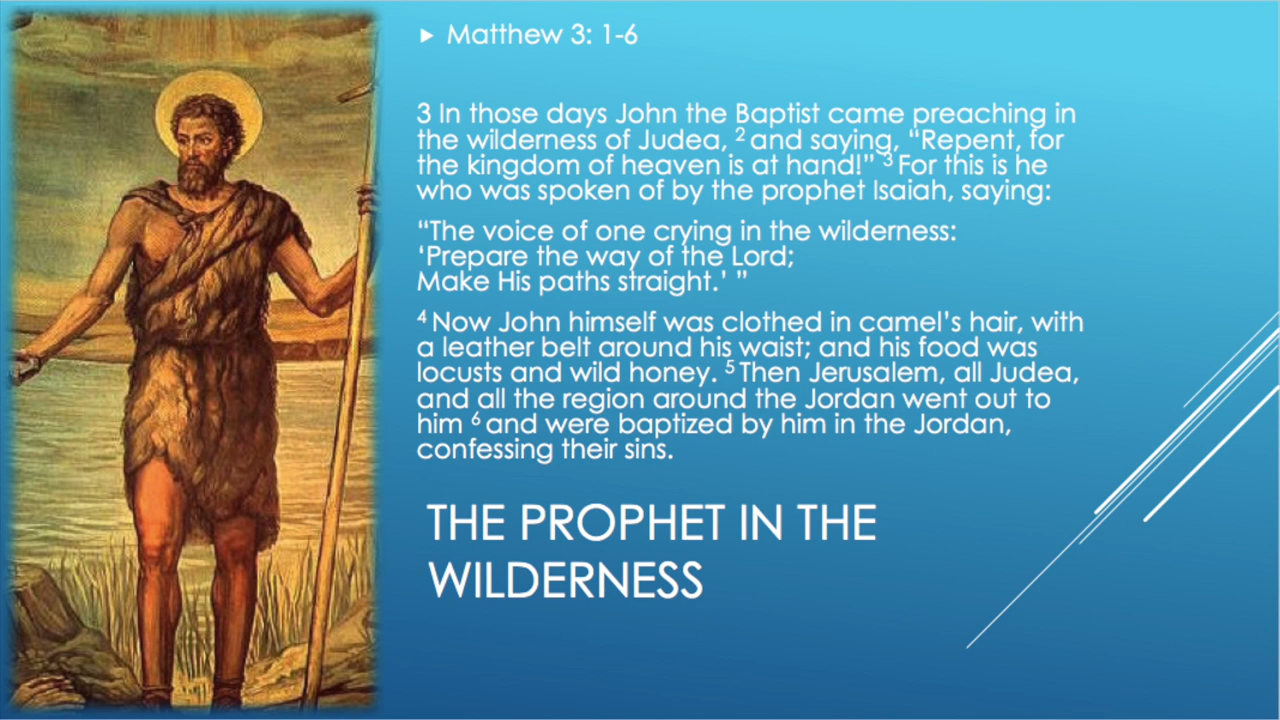 Matthew 3: 1-6
3 In those days John the Baptist came preaching in
the wilderness of Judea, 2 and saying, “Repent, for
the kingdom of heaven is at hand!” 3 For this is he
who was spoken of by the prophet Isaiah, saying:
“The voice of one crying in the wilderness:
‘Prepare the way of the Lord;
Make His paths straight.’ ”
4 Now John himself was clothed in camel’s hair, with
a leather belt around his waist; and his food was
locusts and wild honey. 5 Then Jerusalem, all Judea,
and all the region around the Jordan went out to
him 6 and were baptized by him in the Jordan,
confessing their sins.
THE PROPHET IN THE
WILDERNESS